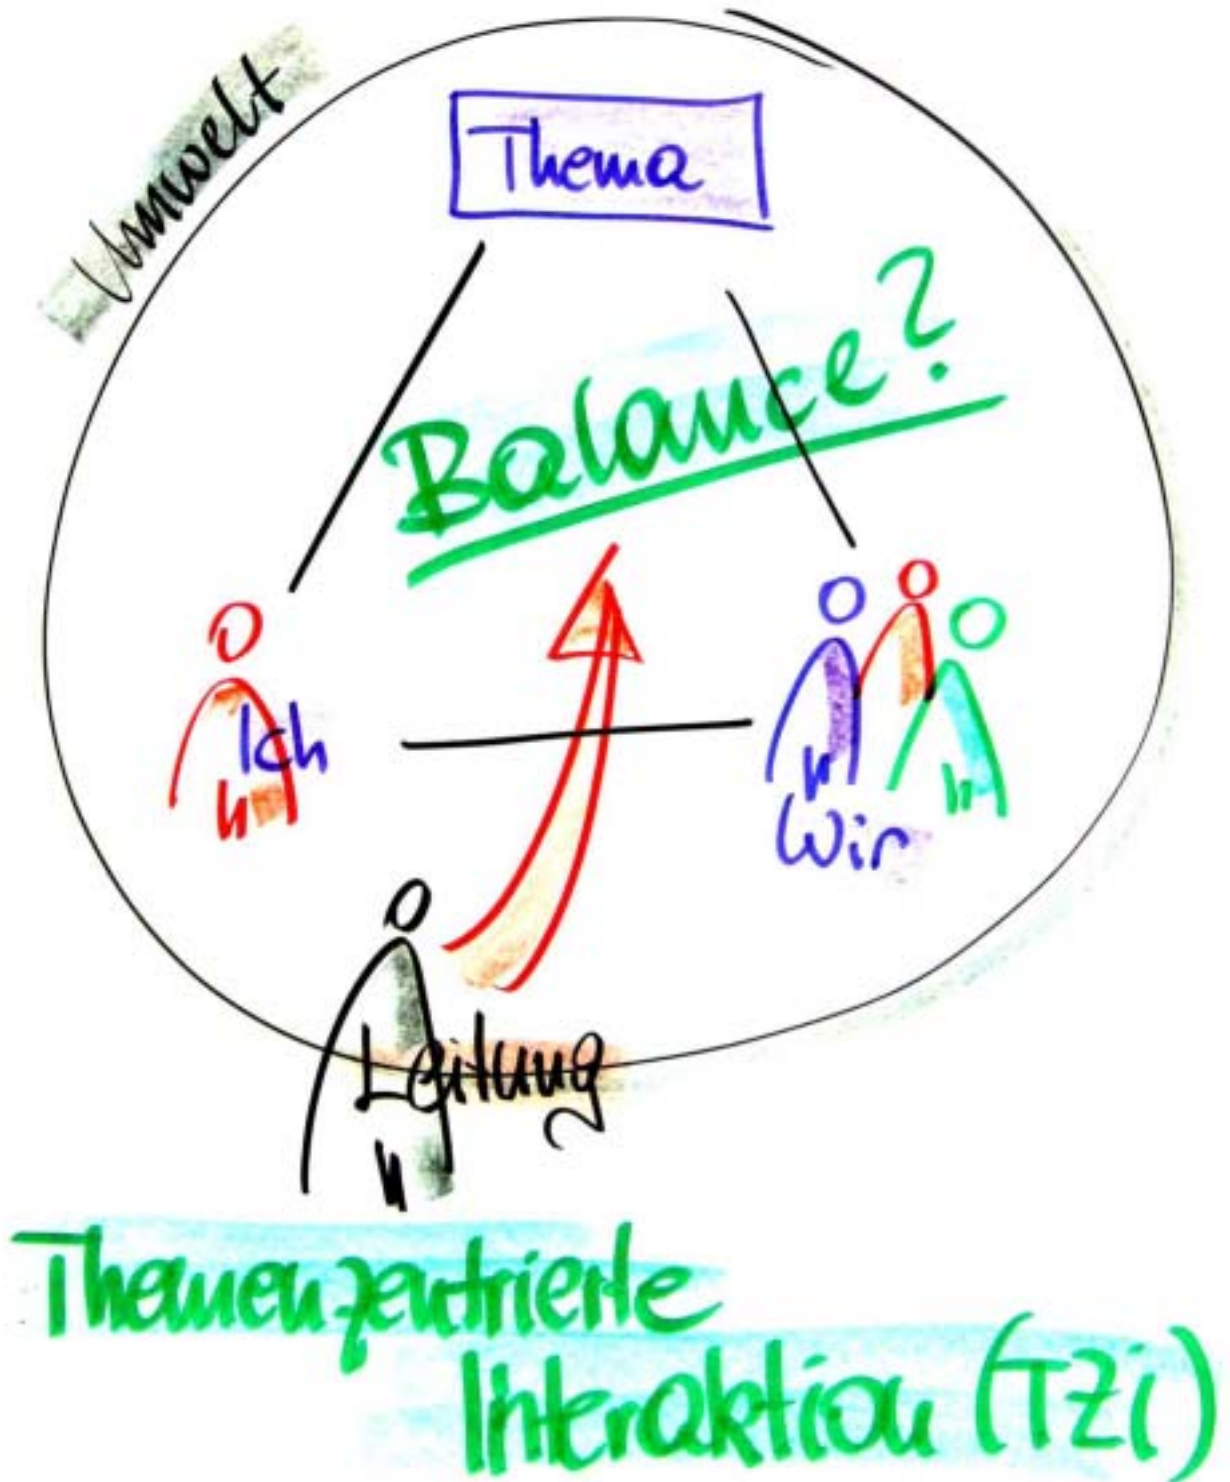 Umwelt
Thema
Balance?
Ich
Wir
Leitung
Themenzentrierte
Interaktion (TZi)